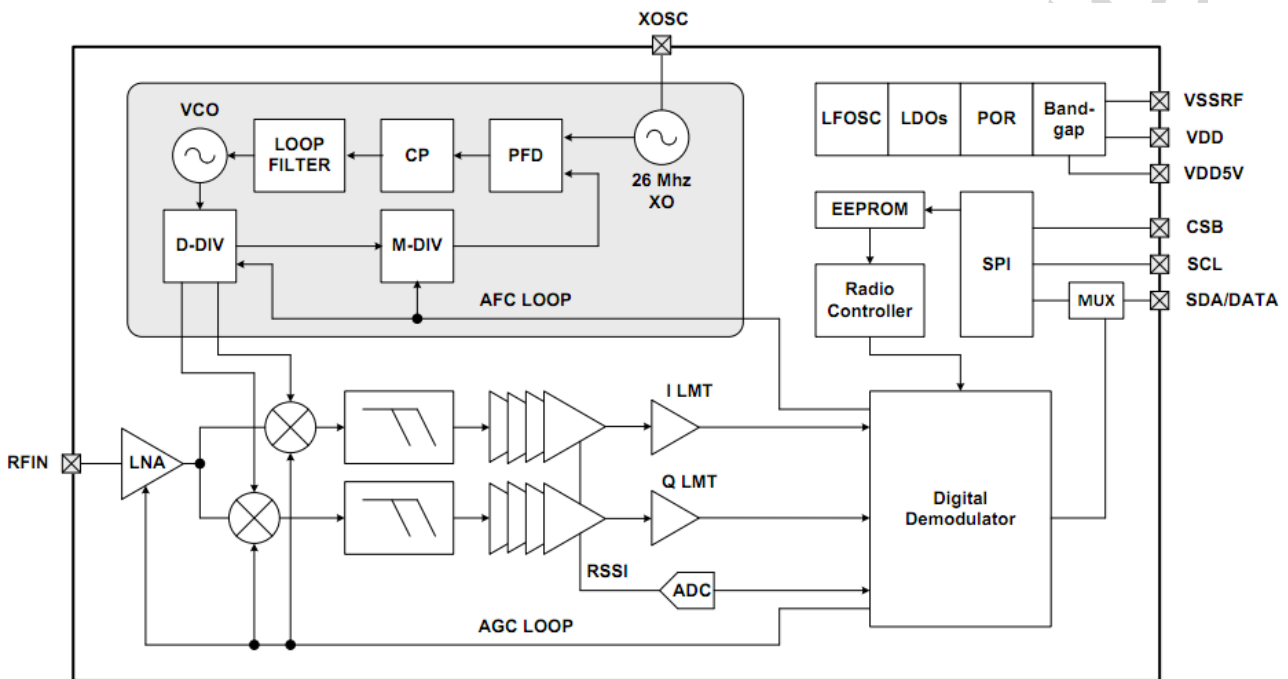 XOSC
VCO
LOOP
FILTER
CP
PFD
26 Mhz
XO
D-DIV
M-DIV
AFC LOOP
LFOSC
LDOs
POR
Band-
gap
VSSRF
VDD
VDD5V
EEPROM
SPI
CSB
SCL
Radio
Controller
MUX
SDA/DATA
I LMT
RFIN
LNA
Q LMT
Digital
Demodulator
RSSI
ADC
AGC LOOP